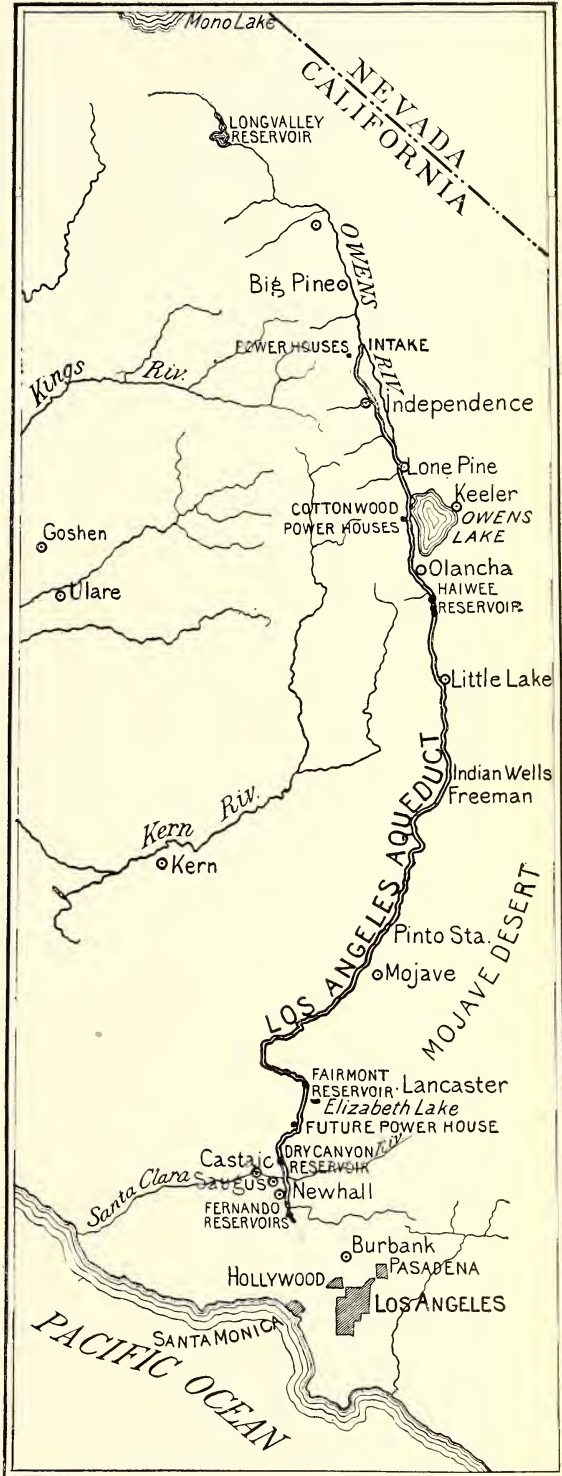 Mono Lake
NEVADA
CALIFORNIA
LONGVALLEY
RESERVOIR
OWENS
RIV.
Big Pine
POWER HOUSES
INTAKE
Kings Riv.
Independence
Lone Pine
Keeler
COTTONWOOD
POWER HOUSES
OWENS
LAKE
Goshen
Olancha
Ulare
HAIWEE
RESERVOIR
Little Lake
LOS ANGELES AQUEDUCT
Indian Wells
Freeman
Kern Riv.
Kern
Pinto Sta.
Mojave
MOJAVE DESERT
FAIRMONT
RESERVOIR
Lancaster
Elizabeth Lake
FUTURE POWER HOUSE
Castaic
DRY CANYON
RESERVOIR
Santa Clara Riv
Saugus
Newhall
FERNANDO
RESERVOIRS
Burbank
PASADENA
HOLLYWOOD
LOS ANGELES
SANTA MONICA
PACIFIC OCEAN